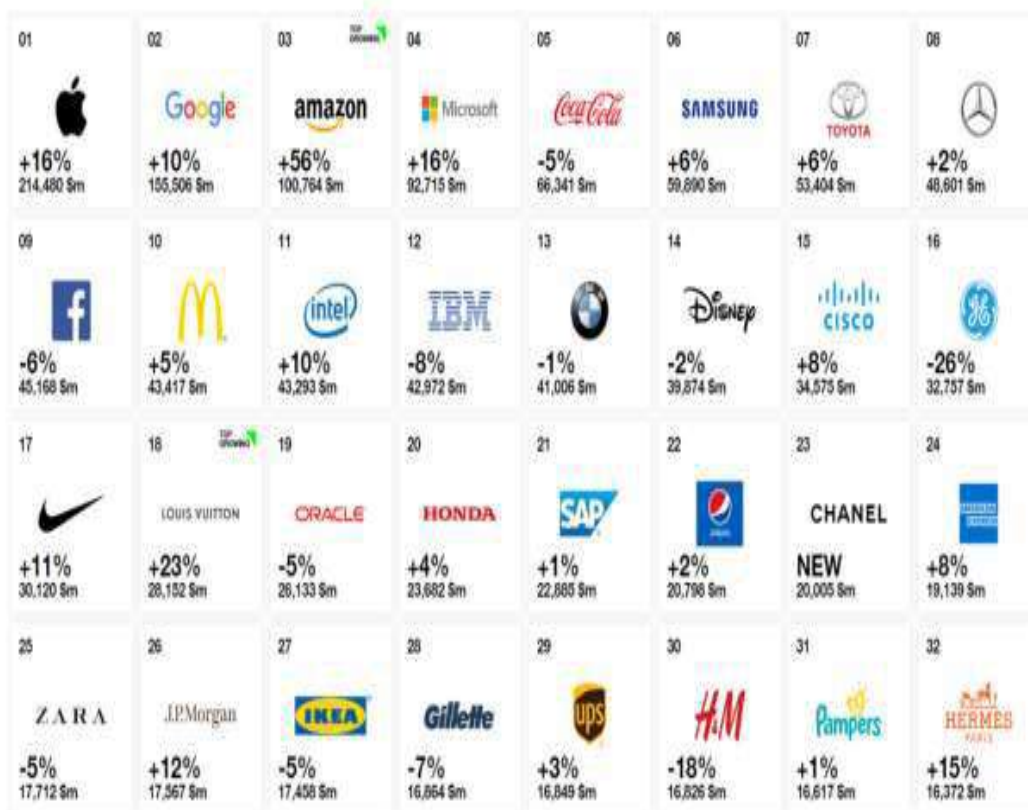 01
+16%
214,480 $m
02
Google
+10%
155,506 $m
03
TOP
GROWING
amazon
+56%
100,764 $m
04
Microsoft
+16%
92,715 $m
05
Coca-Cola
-5%
66,341 $m
06
SAMSUNG
+6%
59,890 $m
07
TOYOTA
+6%
53,404 $m
08
+2%
48,601 $m
09
f
-6%
45,168 $m
10
+5%
43,417 $m
11
intel
+10%
43,293 $m
12
IBM
-8%
42,972 $m
13
-1%
41,006 $m
14
Disney
-2%
39,874 $m
15
CISCO
+8%
34,575 $m
16
-26%
32,757 $m
17
+11%
30,120 $m
18
TOP
GROWING
LOUIS VUITTON
+23%
28,152 $m
19
ORACLE
-5%
26,133 $m
20
HONDA
+4%
23,682 $m
21
SAP
+1%
22,885 $m
22
+2%
20,798 $m
23
CHANEL
NEW
20,005 $m
24
AMERICAN
EXPRESS
+8%
19,139 $m
25
ZARA
-5%
17,712 $m
26
J.P.Morgan
+12%
17,567 $m
27
IKEA
-5%
17,458 $m
28
Gillette
-7%
16,864 $m
29
ups
+3%
16,849 $m
30
H&M
-18%
16,826 $m
31
Pampers
+1%
16,617 $m
32
HERMÈS
PARIS
+15%
16,372 $m